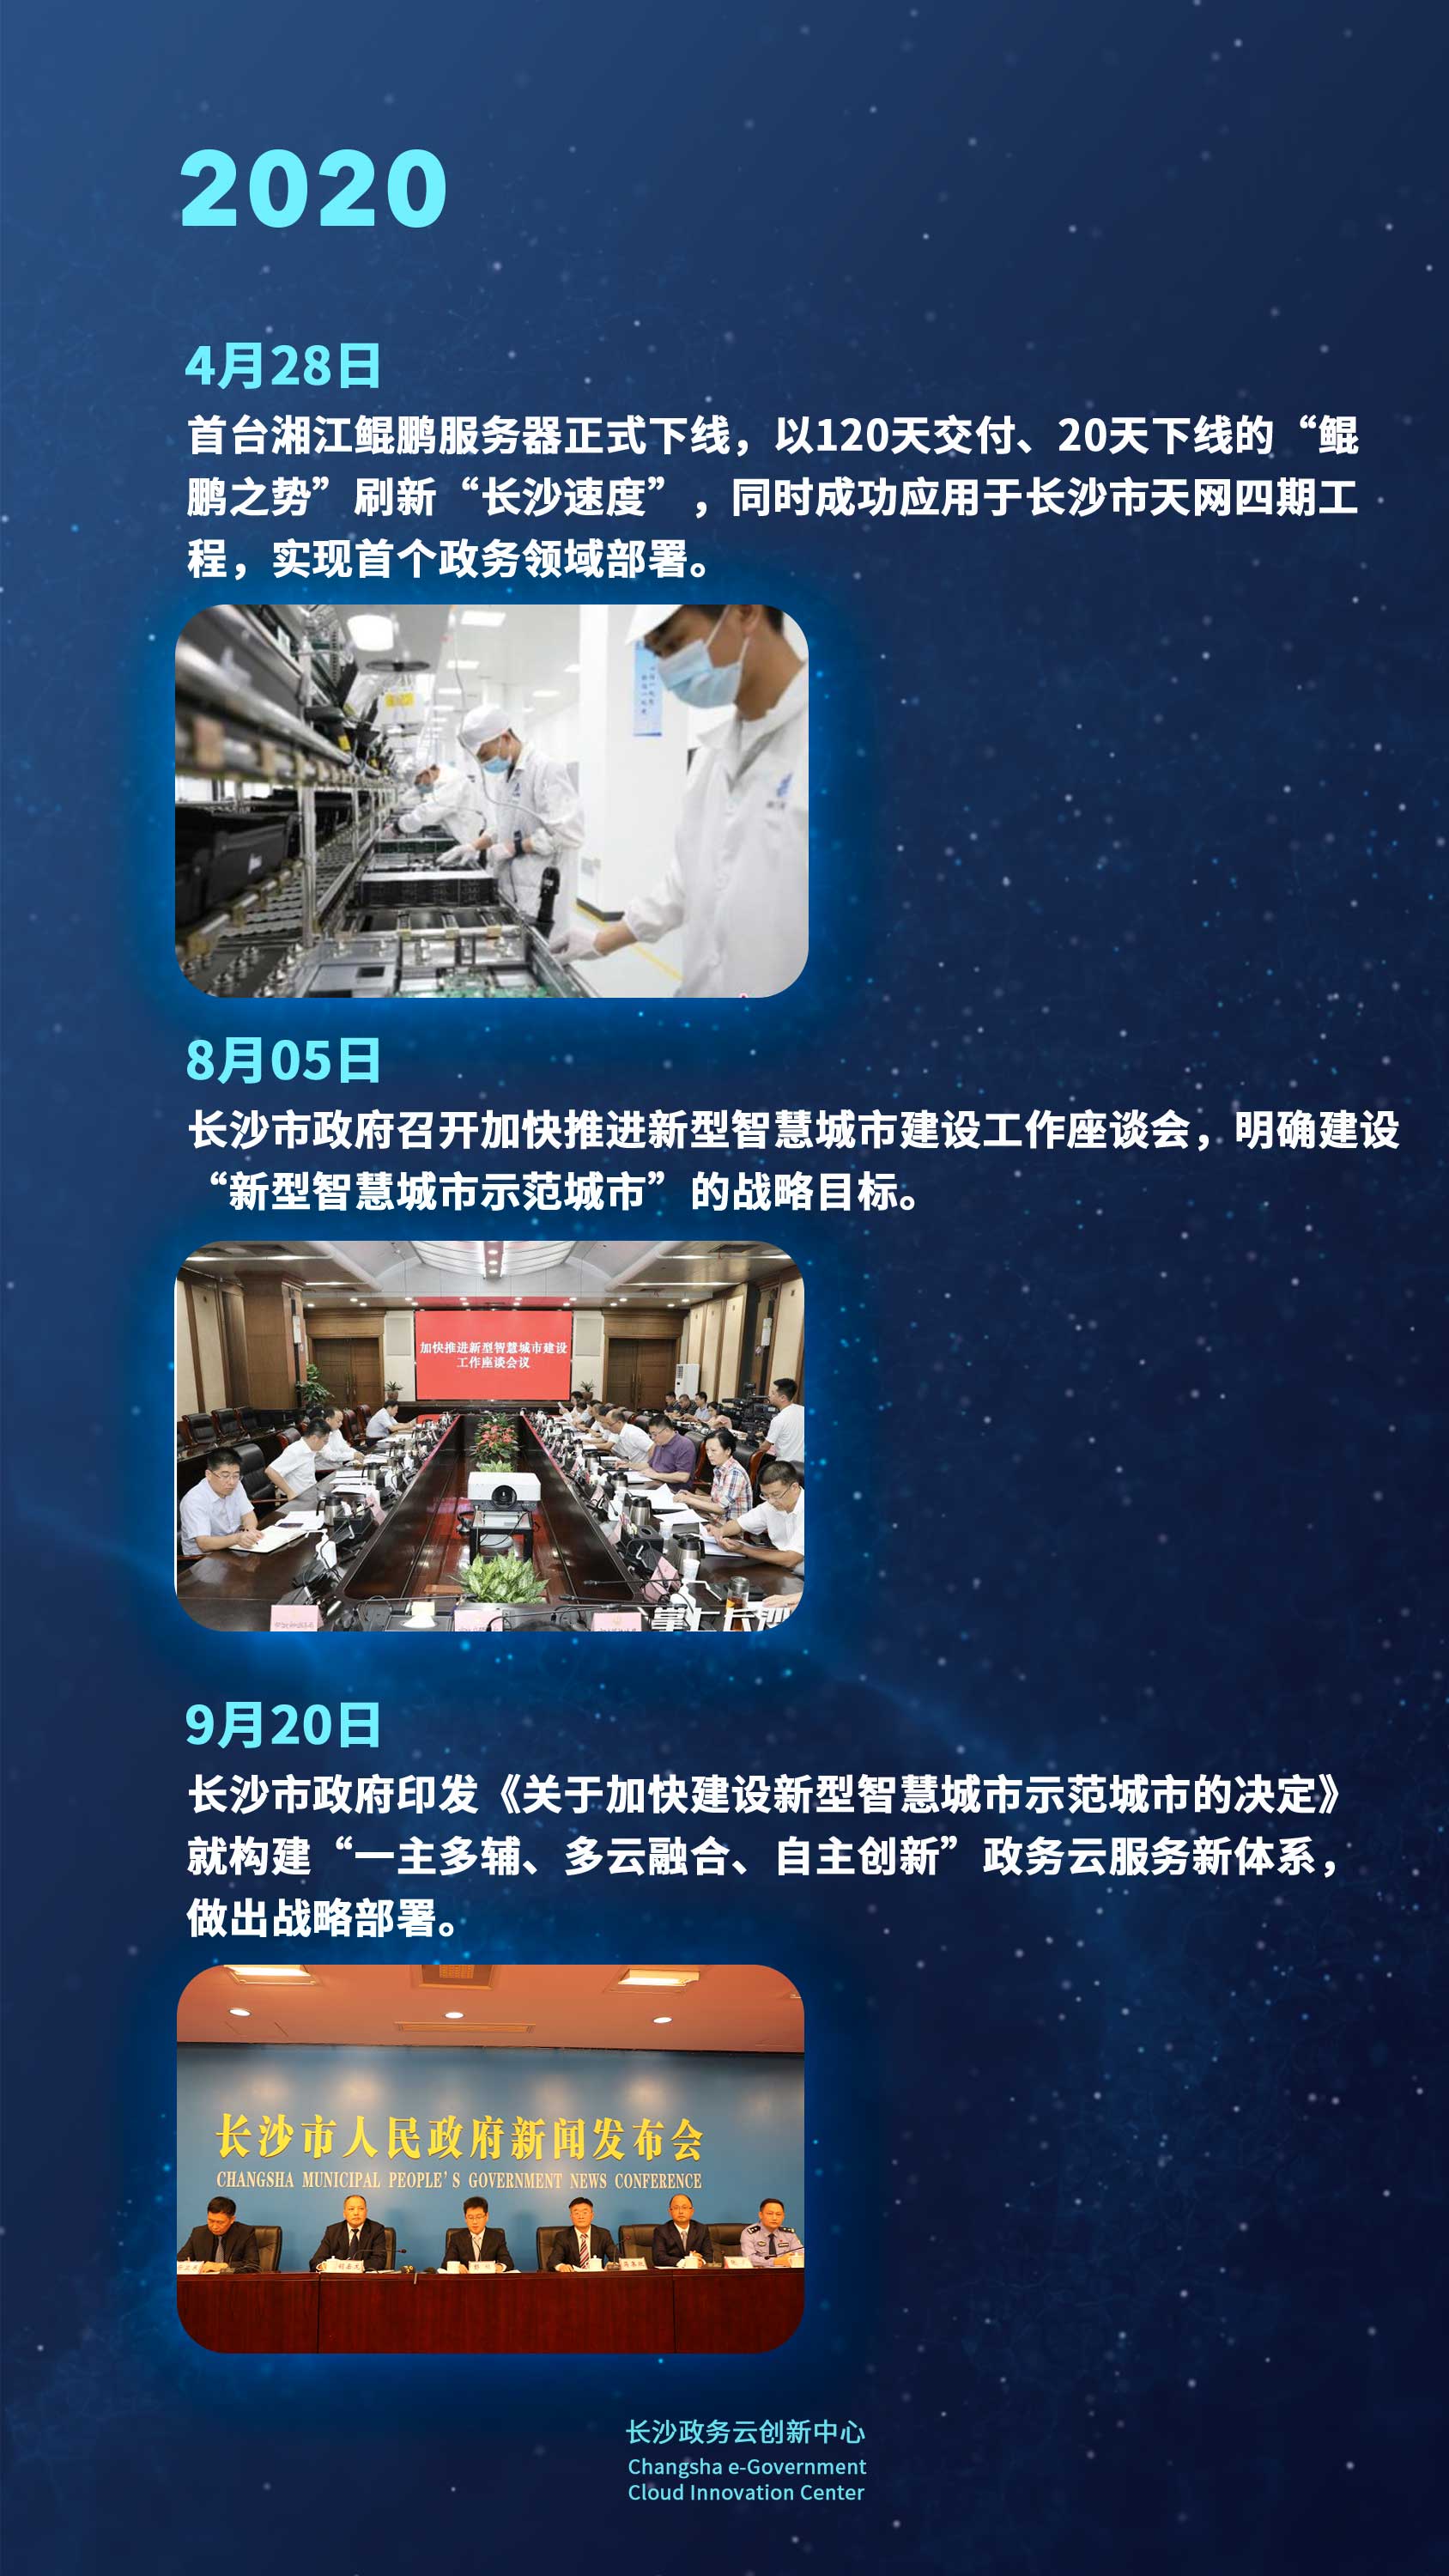 2020
4月28日
首台湘江鲲鹏服务器正式下线，以120天交付、20天下线的“鲲
鹏之势”刷新“长沙速度”，同时成功应用于长沙市天网四期工
程，实现首个政务领域部署。
8月05日
长沙市政府召开加快推进新型智慧城市建设工作座谈会，明确建设
“新型智慧城市示范城市”的战略目标。
加快推进新型智慧城市建设
工作座谈会议
掌上长沙
9月20日
长沙市政府印发《关于加快建设新型智慧城市示范城市的决定》
就构建“一主多辅、多云融合、自主创新”政务云服务新体系，
做出战略部署。
长沙市人民政府新闻发布会
CHANGSHA MUNICIPAL PEOPLE'S GOVERNMENT NEWS CONFERENCE
长沙政务云创新中心
Changsha e-Government
Cloud Innovation Center